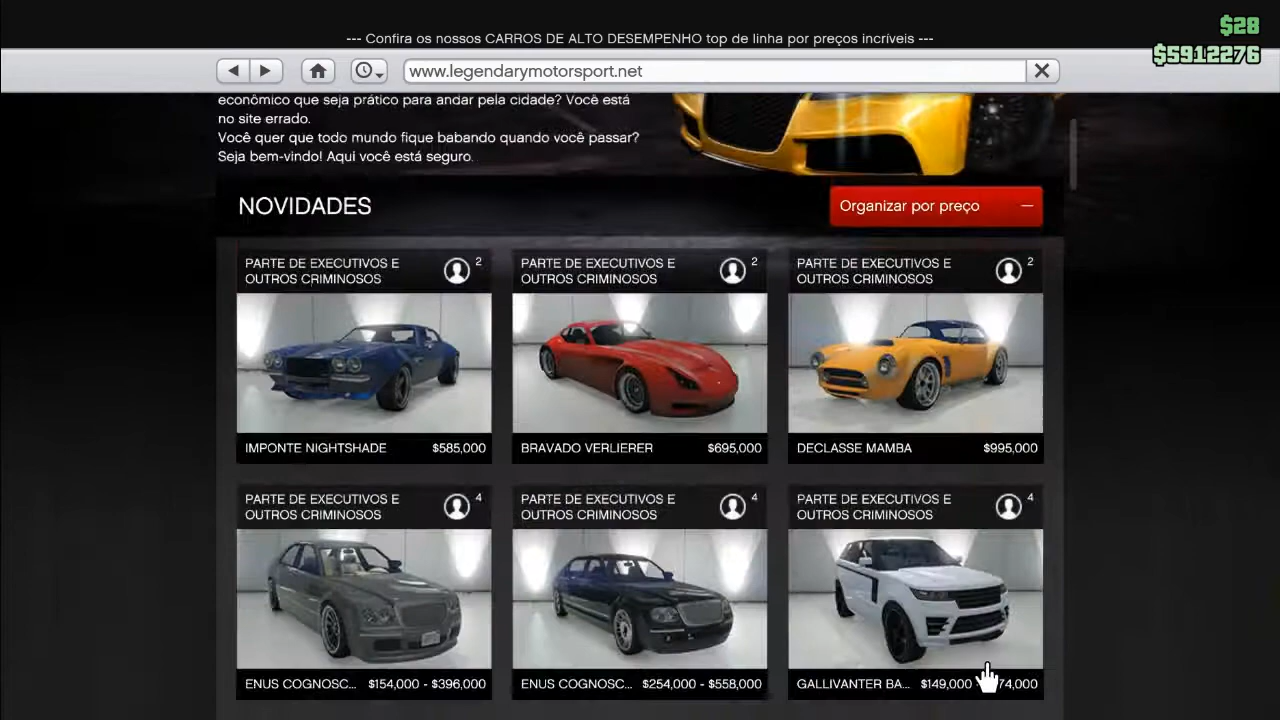 $28
$5912276
--- Confira os nossos CARROS DE ALTO DESEMPENHO top de linha por preços incríveis ---
www.legendarymotorsport.net
econômico que seja prático para andar pela cidade? Você está
no site errado.
Você quer que todo mundo fique babando quando você passar?
Seja bem-vindo! Aqui você está seguro.
NOVIDADES
Organizar por preço
PARTE DE EXECUTIVOS E
OUTROS CRIMINOSOS
2
PARTE DE EXECUTIVOS E
OUTROS CRIMINOSOS
2
PARTE DE EXECUTIVOS E
OUTROS CRIMINOSOS
2
IMPONTE NIGHTSHADE $585,000
BRAVADO VERLIERER $695,000
DECLASSE MAMBA $995,000
PARTE DE EXECUTIVOS E
OUTROS CRIMINOSOS
4
PARTE DE EXECUTIVOS E
OUTROS CRIMINOSOS
4
PARTE DE EXECUTIVOS E
OUTROS CRIMINOSOS
4
ENUS COGNOSC... $154,000 - $396,000
ENUS COGNOSC... $254,000 - $558,000
GALLIVANTER BA... $149,000